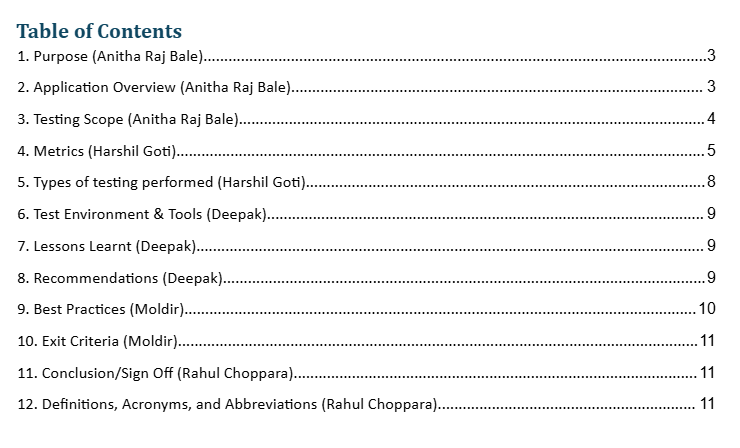 Table of Contents
1. Purpose (Anitha Raj Bale)....................................................................................................................3
2. Application Overview (Anitha Raj Bale)............................................................................................... 3
3. Testing Scope (Anitha Raj Bale)............................................................................................................4
4. Metrics (Harshil Goti)..........................................................................................................................5
5. Types of testing performed (Harshil Goti)............................................................................................8
6. Test Environment & Tools (Deepak).................................................................................................... 9
7. Lessons Learnt (Deepak)..................................................................................................................... 9
8. Recommendations (Deepak)...............................................................................................................9
9. Best Practices (Moldir)...................................................................................................................... 10
10. Exit Criteria (Moldir)........................................................................................................................11
11. Conclusion/Sign Off (Rahul Choppara)............................................................................................. 11
12. Definitions, Acronyms, and Abbreviations (Rahul Choppara)........................................................... 11